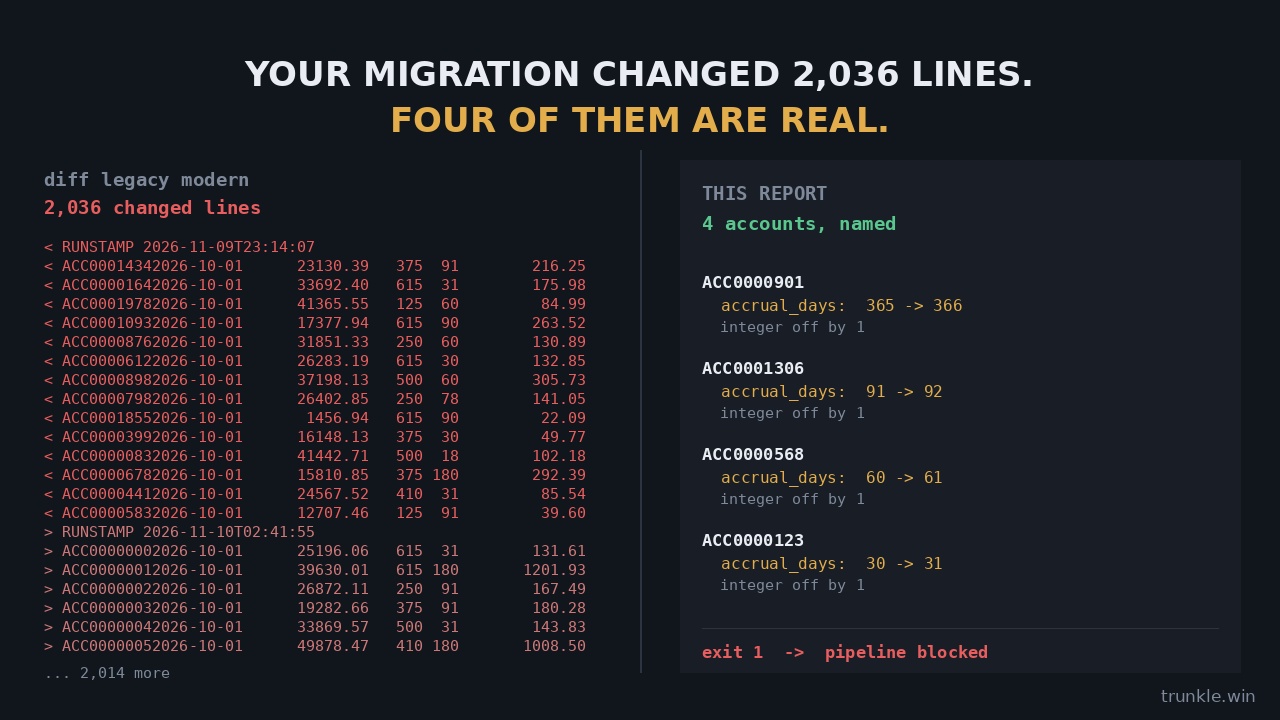 YOUR MIGRATION CHANGED 2,036 LINES.
FOUR OF THEM ARE REAL.
diff legacy modern
2,036 changed lines
< RUNSTAMP 2026-11-09T23:14:07
< ACC00014342026-10-01      23130.39   375  91        216.25
< ACC00001642026-10-01      33692.40   615  31        175.98
< ACC00019782026-10-01      41365.55   125  60         84.99
< ACC00010932026-10-01      17377.94   615  90        263.52
< ACC00008762026-10-01      31851.33   250  60        130.89
< ACC00006122026-10-01      26283.19   615  30        132.85
< ACC00008982026-10-01      37198.13   500  60        305.73
< ACC00007982026-10-01      26402.85   250  78        141.05
< ACC00018552026-10-01       1456.94   615  90         22.09
< ACC00003992026-10-01      16148.13   375  30         49.77
< ACC00000832026-10-01      41442.71   500  18        102.18
< ACC00006782026-10-01      15810.85   375 180        292.39
< ACC00004412026-10-01      24567.52   410  31         85.54
< ACC00005832026-10-01      12707.46   125  91         39.60
> RUNSTAMP 2026-11-10T02:41:55
> ACC00000002026-10-01      25196.06   615  31        131.61
> ACC00000012026-10-01      39630.01   615 180       1201.93
> ACC00000022026-10-01      26872.11   250  91        167.49
> ACC00000032026-10-01      19282.66   375  91        180.28
> ACC00000042026-10-01      33869.57   500  31        143.83
> ACC00000052026-10-01      49878.47   410 180       1008.50
... 2,014 more
THIS REPORT
4 accounts, named
ACC0000901
accrual_days:  365 -> 366
integer off by 1
ACC0001306
accrual_days:  91 -> 92
integer off by 1
ACC0000568
accrual_days:  60 -> 61
integer off by 1
ACC0000123
accrual_days:  30 -> 31
integer off by 1
exit 1  ->  pipeline blocked
trunkle.win